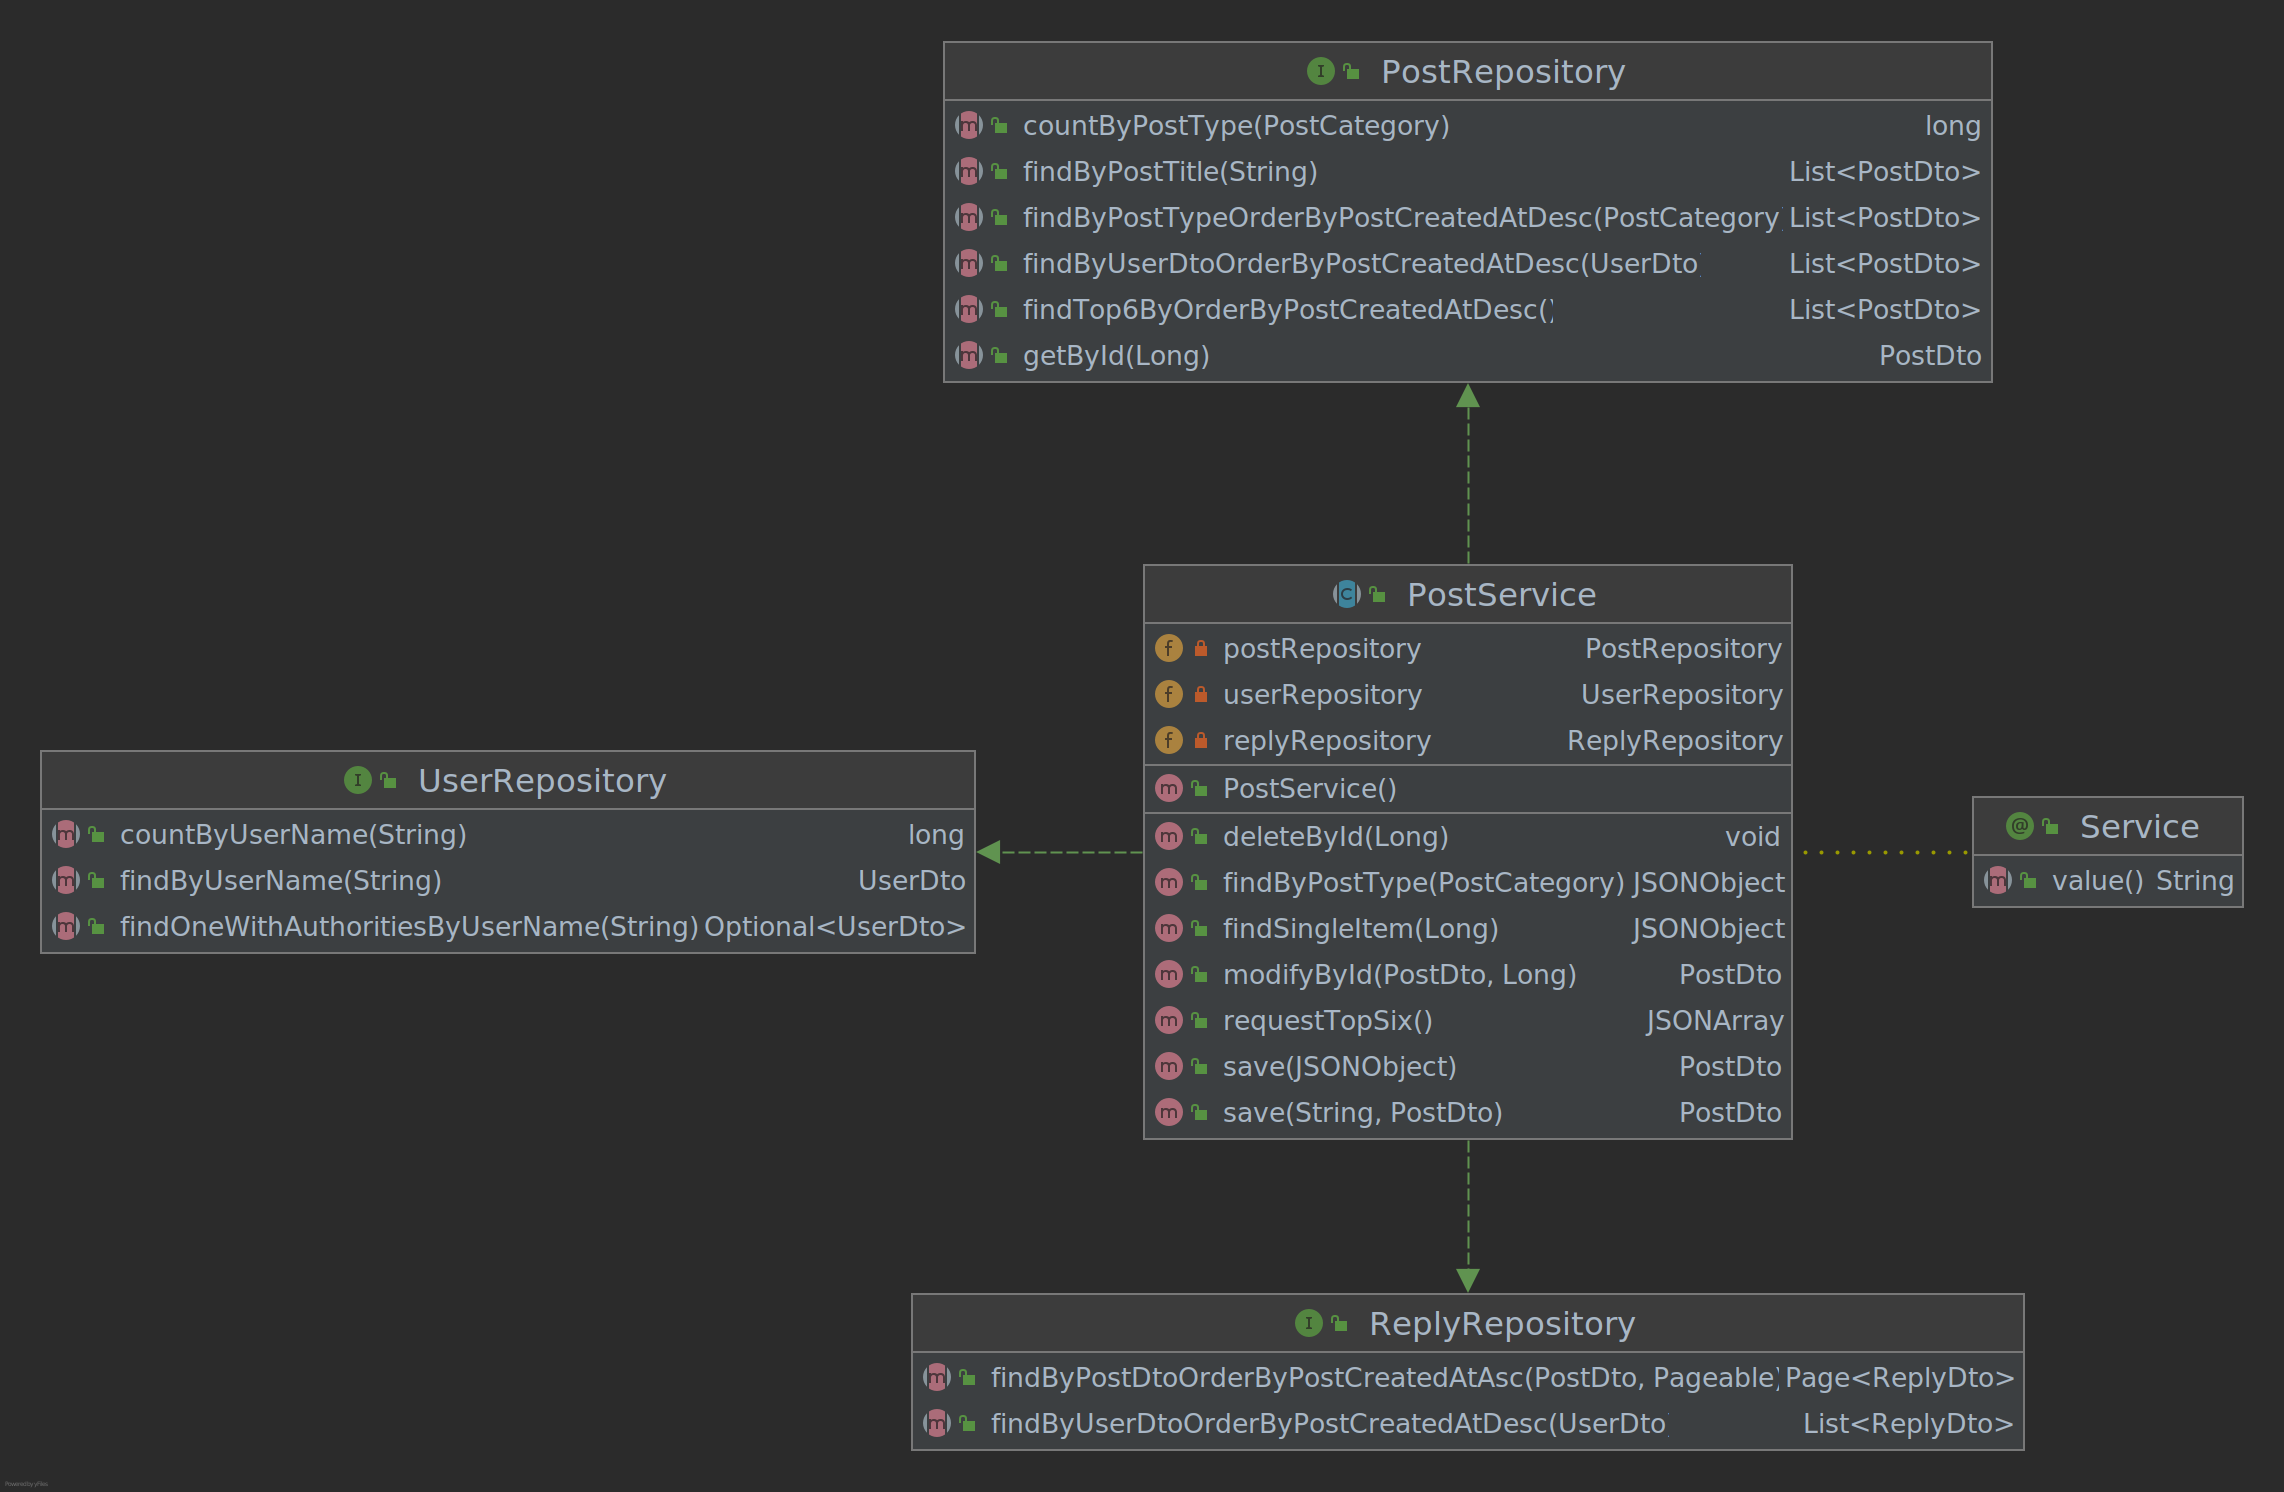 PostRepository
countByPostType(PostCategory) long
findByPostTitle(String) List<PostDto>
findByPostTypeOrderByPostCreatedAtDesc(PostCategory) List<PostDto>
findByUserDtoOrderByPostCreatedAtDesc(UserDto) List<PostDto>
findTop6ByOrderByPostCreatedAtDesc() List<PostDto>
getById(Long) PostDto
PostService
postRepository PostRepository
userRepository UserRepository
replyRepository ReplyRepository
PostService()
deleteById(Long) void
findByPostType(PostCategory) JSONObject
findSingleItem(Long) JSONObject
modifyById(PostDto, Long) PostDto
requestTopSix() JSONArray
save(JSONObject) PostDto
save(String, PostDto) PostDto
UserRepository
countByUserName(String) long
findByUserName(String) UserDto
findOneWithAuthoritiesByUserName(String) Optional<UserDto>
Service
value() String
ReplyRepository
findByPostDtoOrderByPostCreatedAtAsc(PostDto, Pageable) Page<ReplyDto>
findByUserDtoOrderByPostCreatedAtDesc(UserDto) List<ReplyDto>
Powered by yFiles